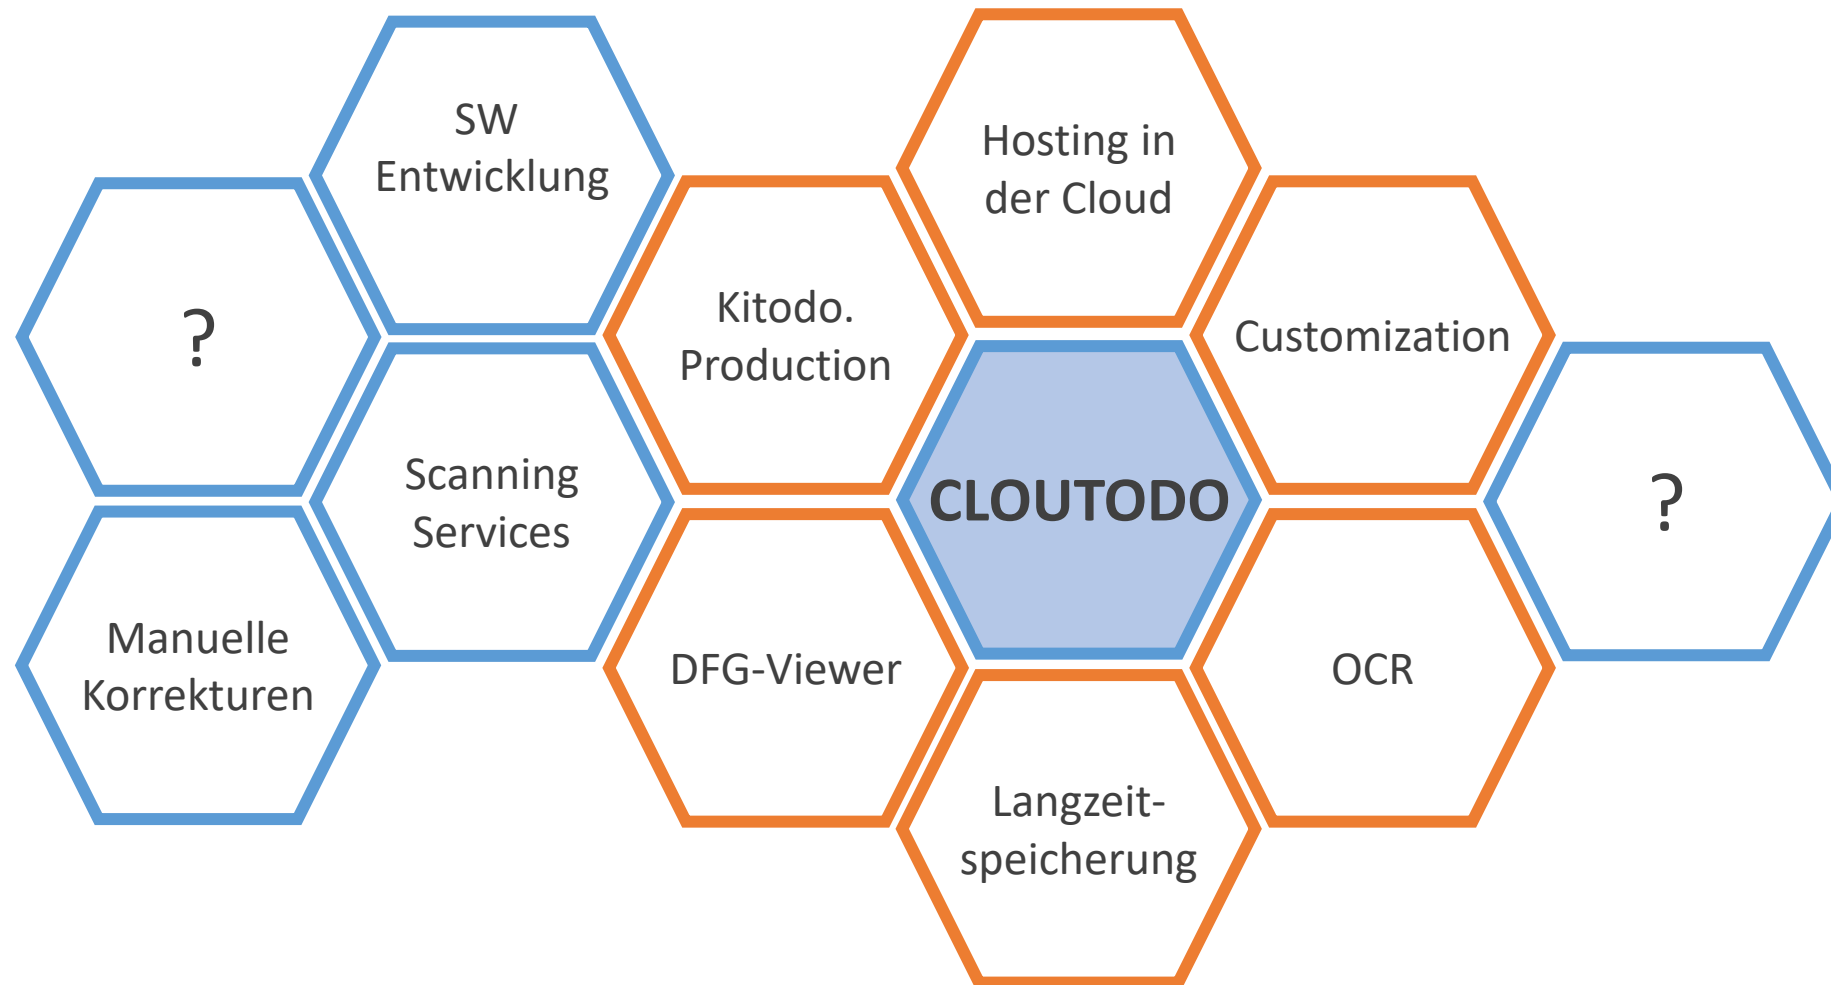 SW
Entwicklung
Hosting in
der Cloud
?
Kitodo.
Production
Customization
Scanning
Services
CLOUTODO
?
Manuelle
Korrekturen
DFG-Viewer
OCR
Langzeit-
speicherung